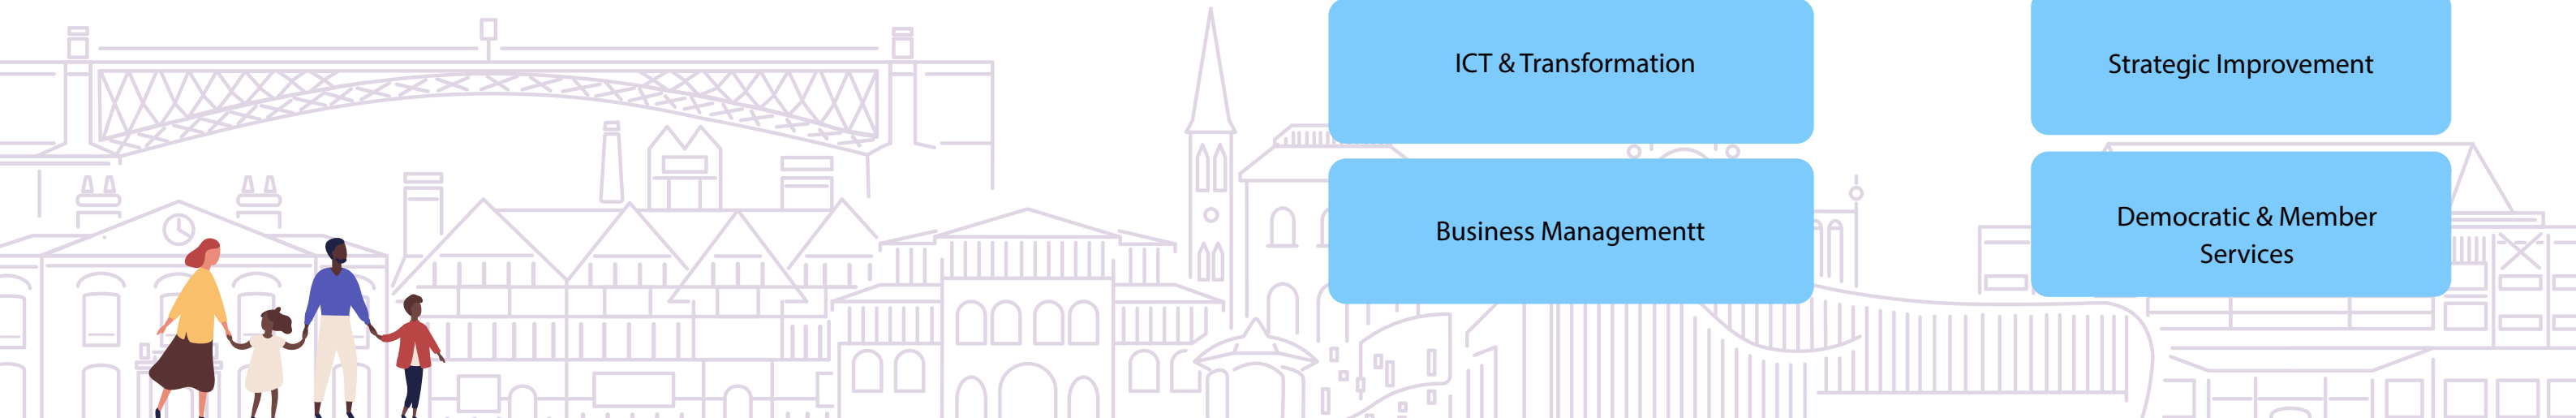 ICT & Transformation
Strategic Improvement
Business Managementt
Democratic & Member
Services